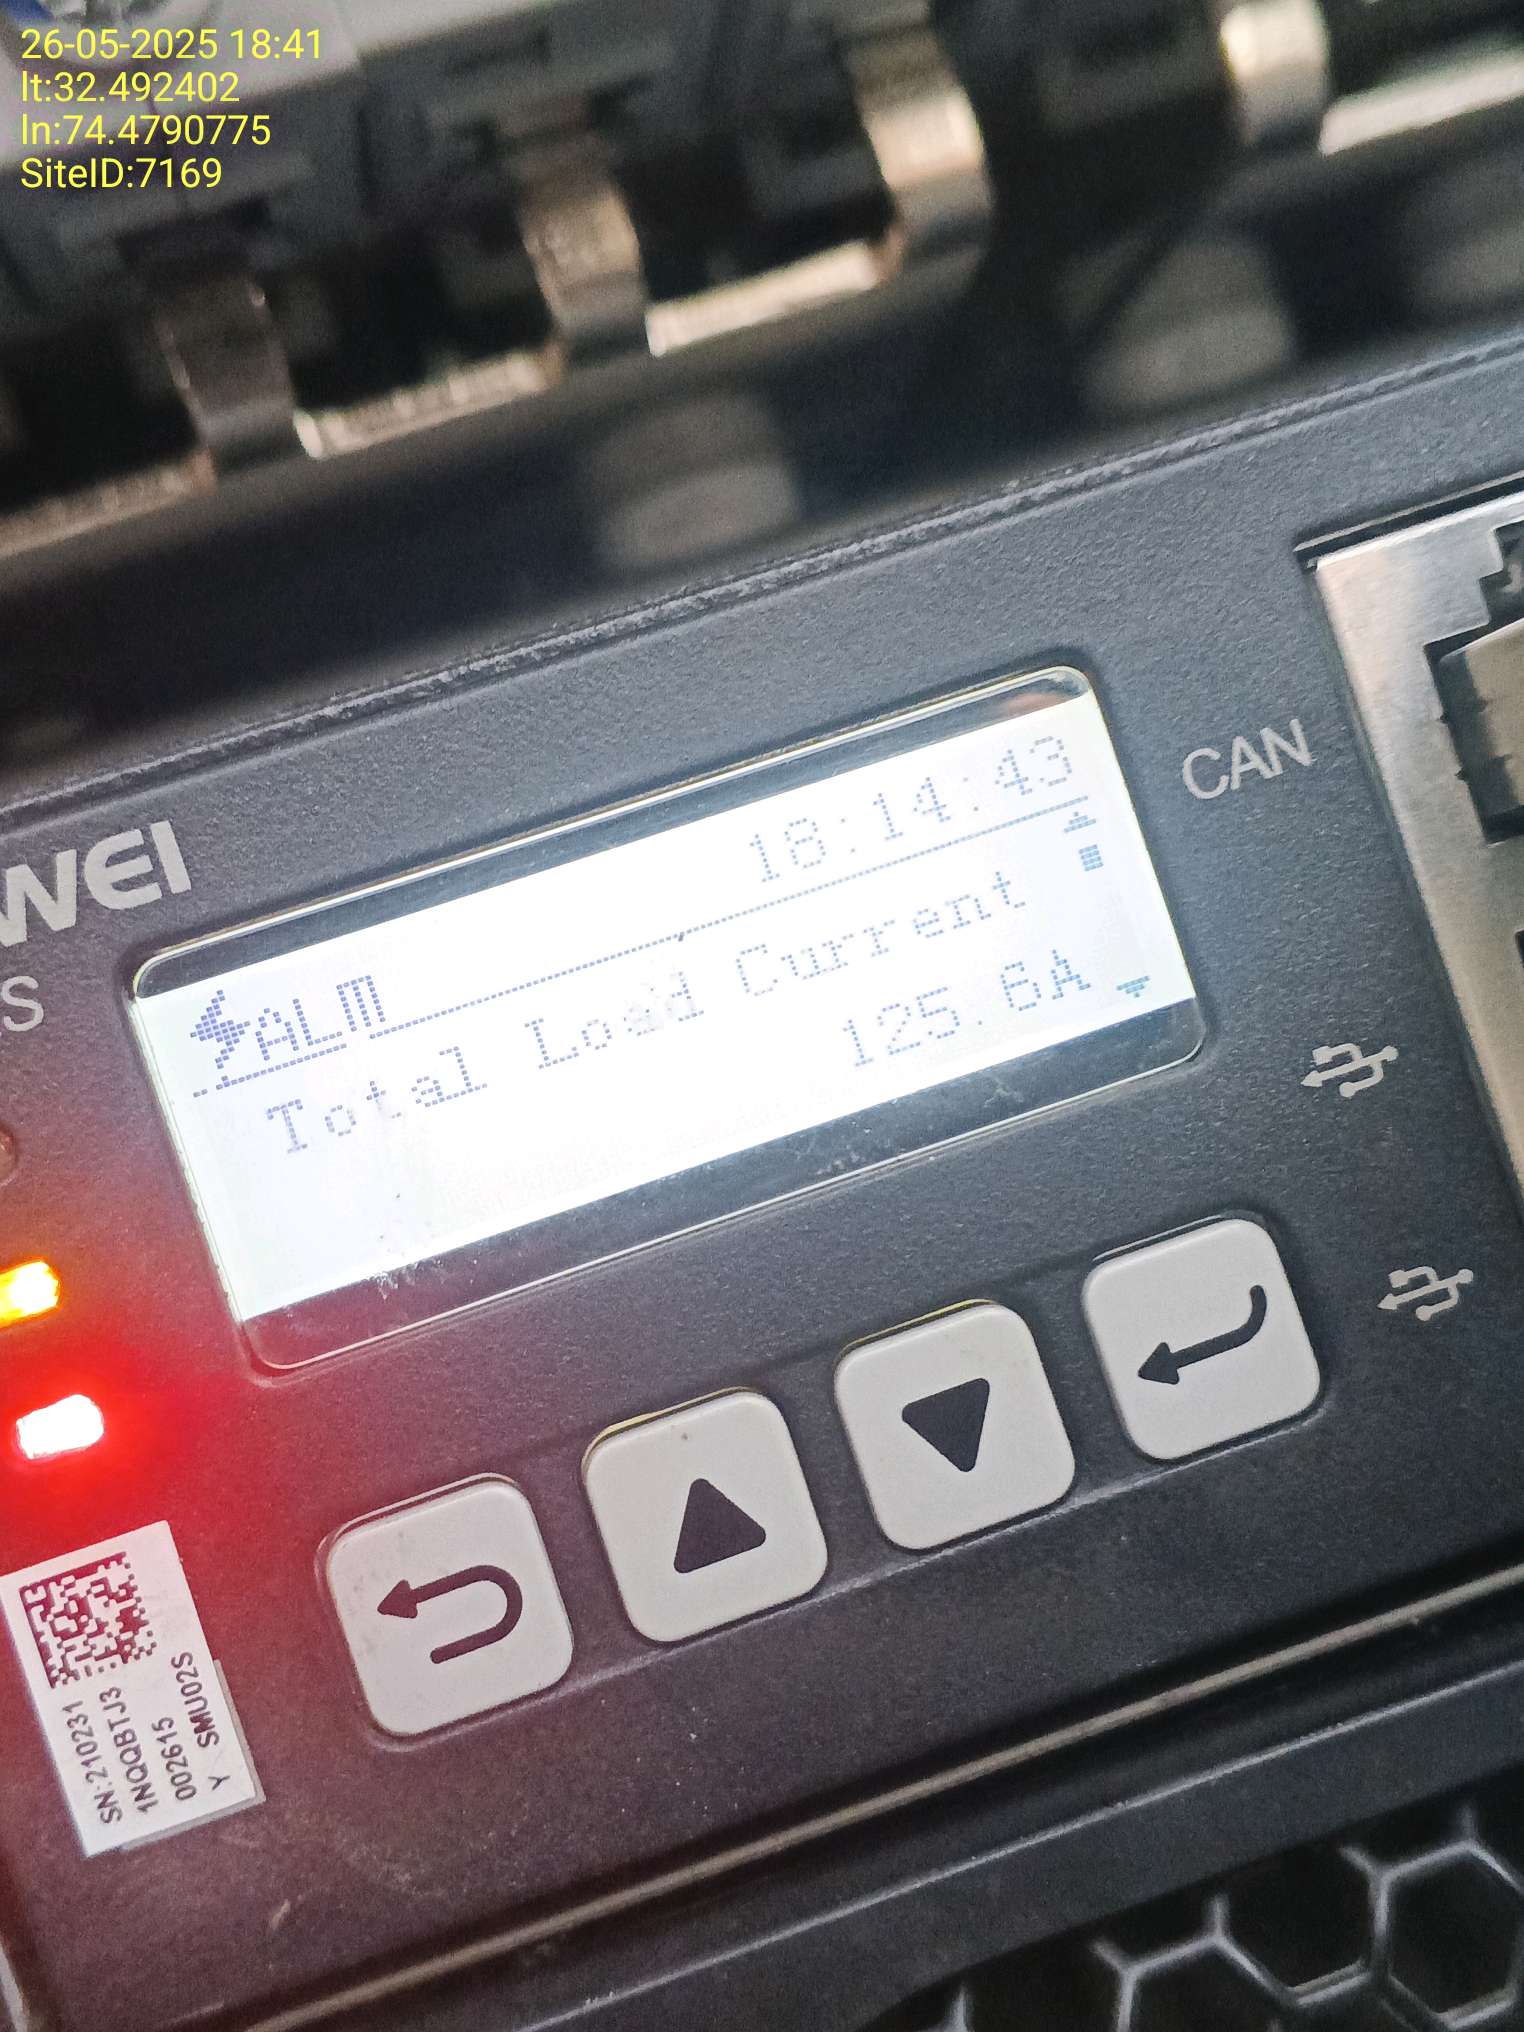 26-05-2025 18:41
lt:32.492402
ln:74.4790775
SiteID:7169
WEI
S
CAN
ALM 18:14:43
Total Load Current
125.6A
SN:210231
1NQQBTJ3
002615
Y SMU02S